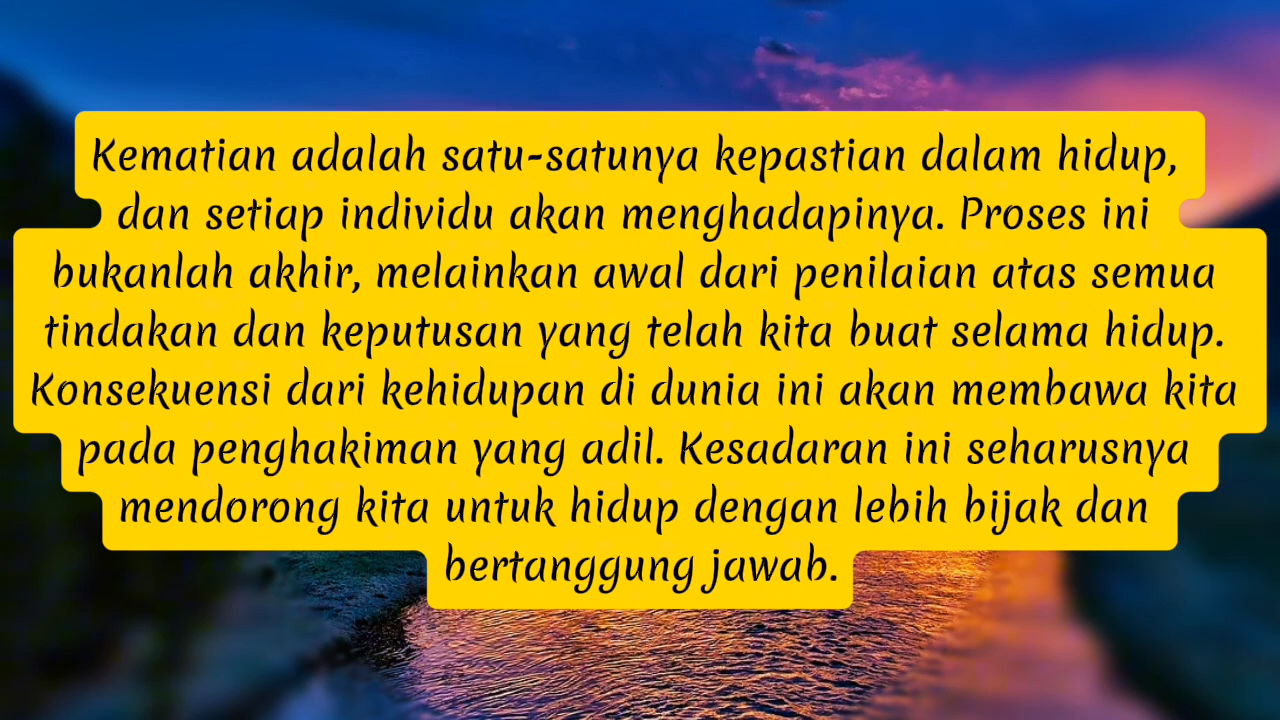 Kematian adalah satu-satunya kepastian dalam hidup,
dan setiap individu akan menghadapinya. Proses ini
bukanlah akhir, melainkan awal dari penilaian atas semua
tindakan dan keputusan yang telah kita buat selama hidup.
Konsekuensi dari kehidupan di dunia ini akan membawa kita
pada penghakiman yang adil. Kesadaran ini seharusnya
mendorong kita untuk hidup dengan lebih bijak dan
bertanggung jawab.